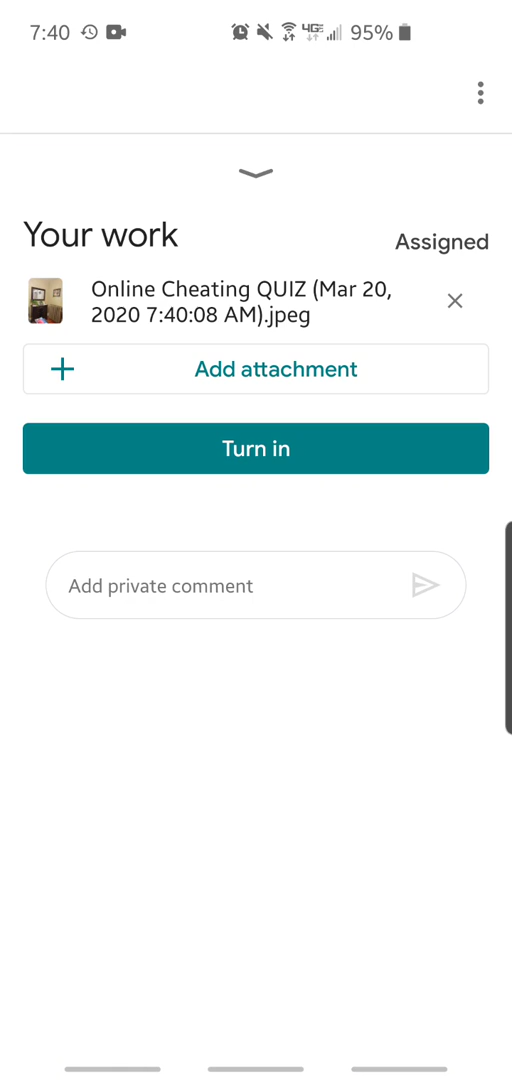 7:40 4GE 95%
Your work
Assigned
Online Cheating QUIZ (Mar 20,
2020 7:40:08 AM).jpeg
Add attachment
Turn in
Add private comment